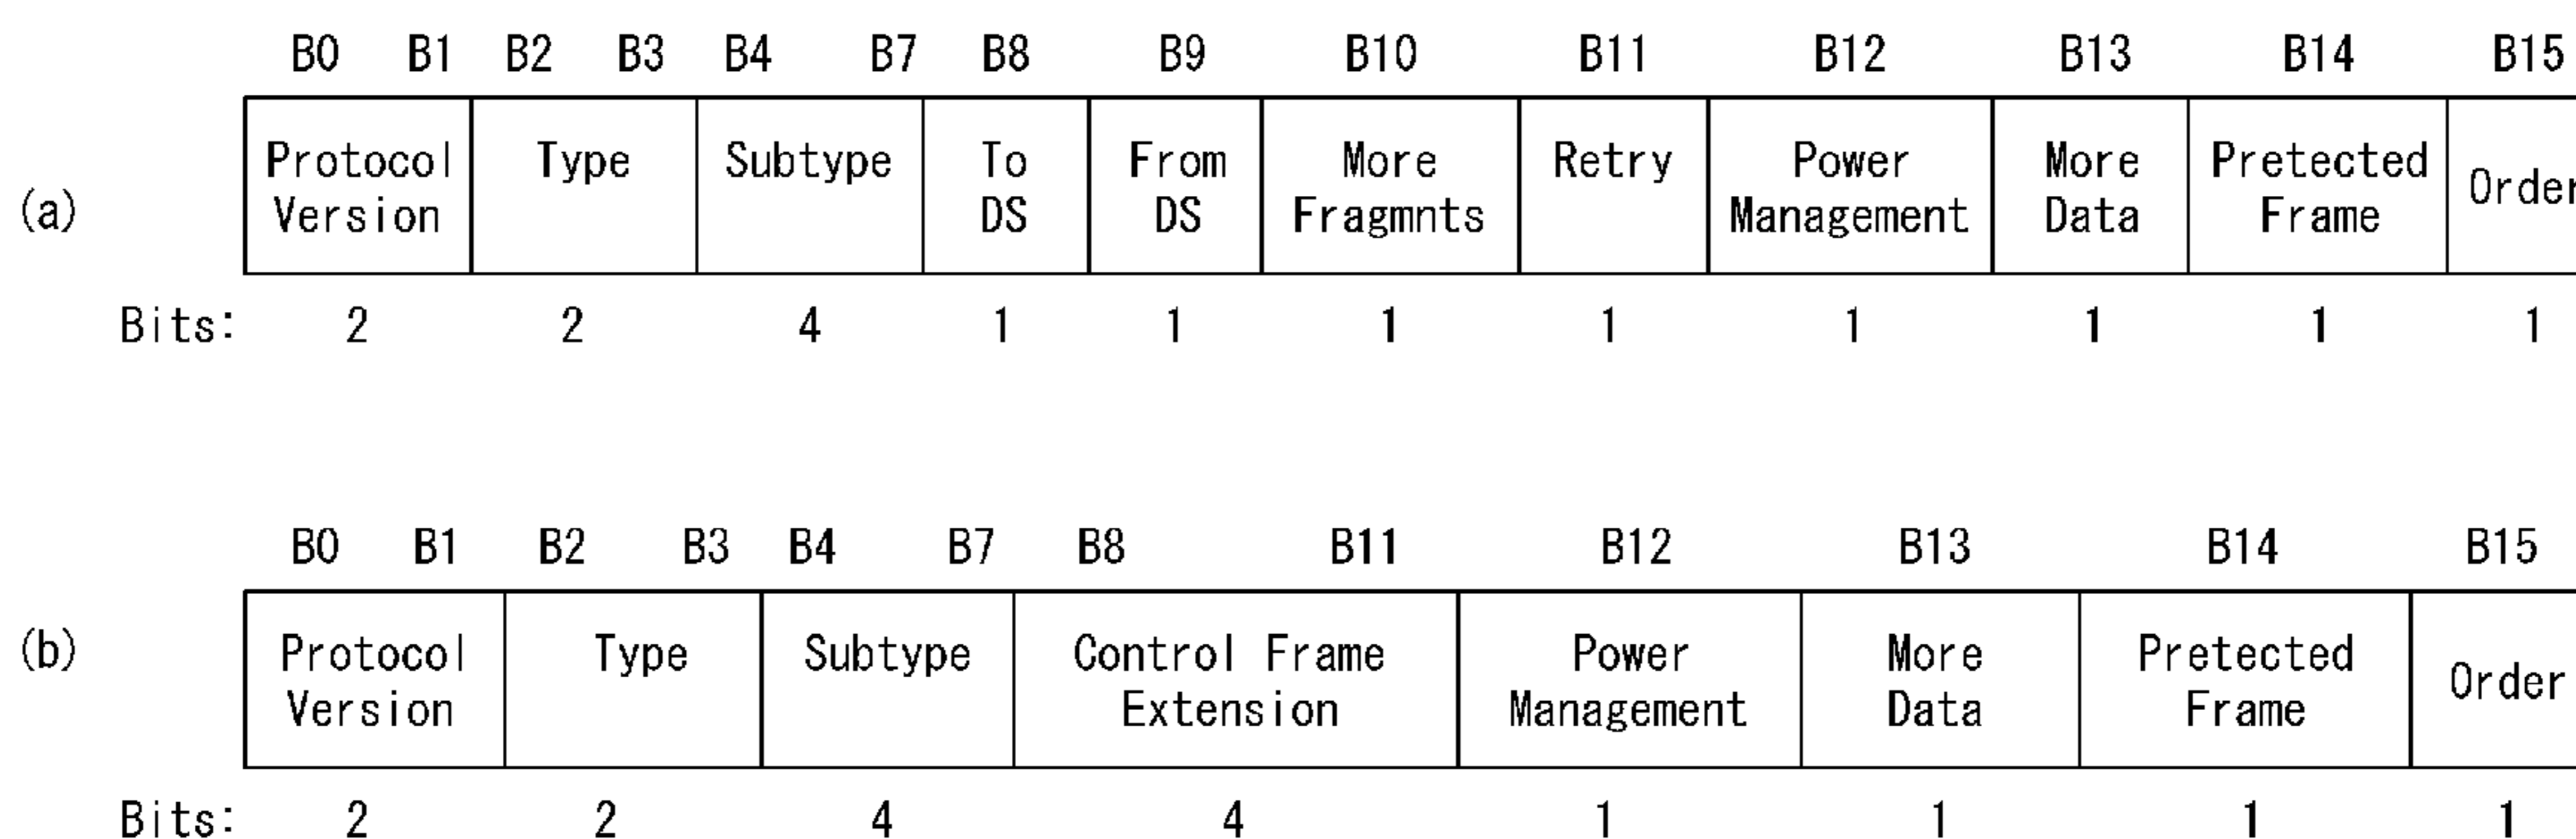 B0 B1 B2 B3 B4 B7 B8 B9 B10 B11 B12 B13 B14 B15
(a)
Protocol Type Subtype To From More Retry Power More Pretected Order
Version DS DS Fragmnts Management Data Frame
Bits: 2 2 4 1 1 1 1 1 1 1 1
B0 B1 B2 B3 B4 B7 B8 B11 B12 B13 B14 B15
(b)
Protocol Type Subtype Control Frame Power More Pretected Order
Version Extension Management Data Frame
Bits: 2 2 4 4 1 1 1 1